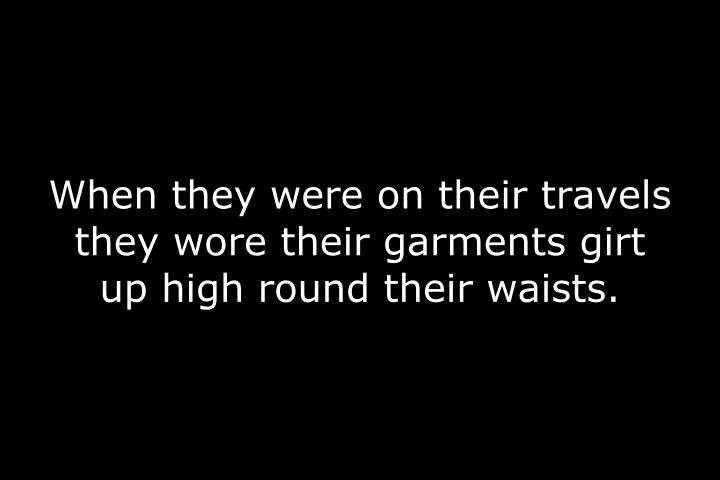 When they were on their travels
they wore their garments girt
up high round their waists.